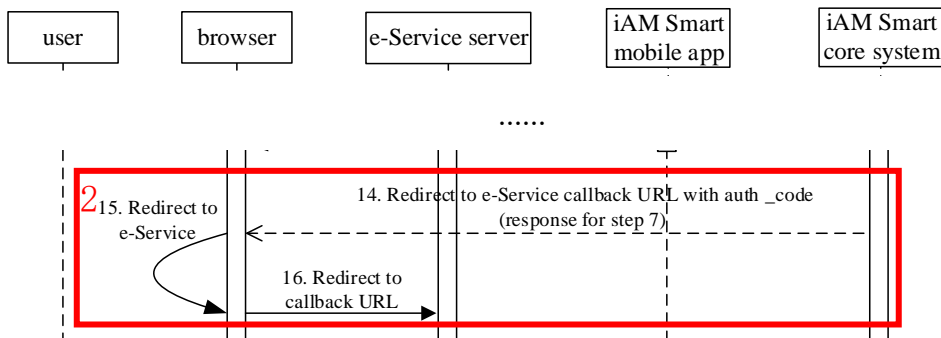 user
browser
e-Service server
iAM Smart
mobile app
iAM Smart
core system
......
2
14. Redirect to e-Service callback URL with auth _code
(response for step 7)
15. Redirect to
e-Service
16. Redirect to
callback URL